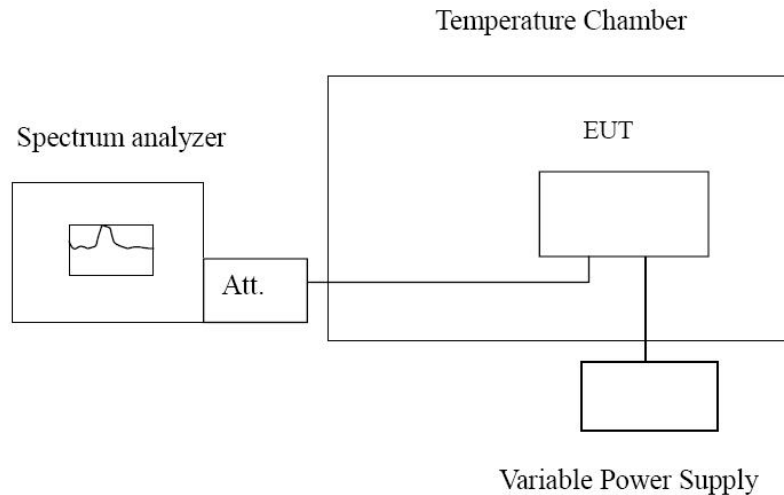 Temperature Chamber
Spectrum analyzer
EUT
Att.
Variable Power Supply